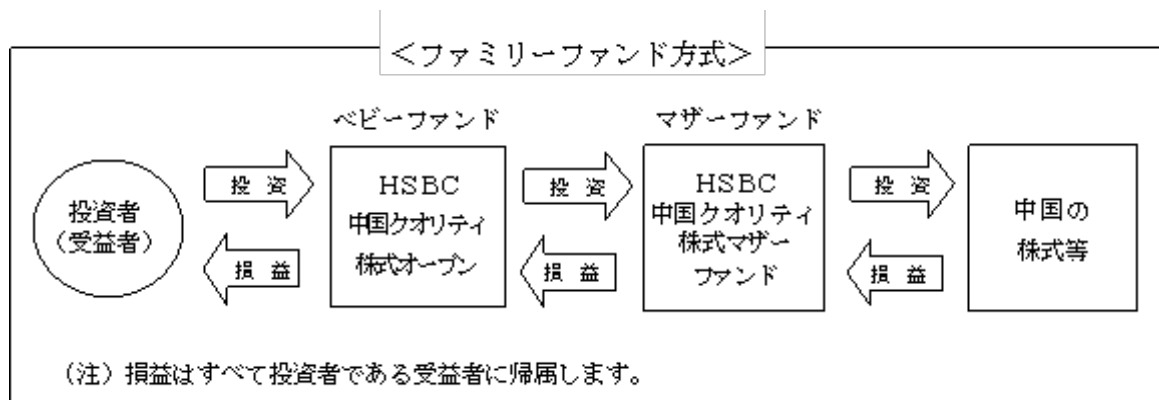 ＜ファミリーファンド方式＞
ベビーファンド
マザーファンド
投資者
（受益者）
投 資
損 益
HSBC
中国クオリティ
株式オープン
投 資
損 益
HSBC
中国クオリティ
株式マザー
ファンド
投 資
損 益
中国の
株式等
（注）損益はすべて投資者である受益者に帰属します。